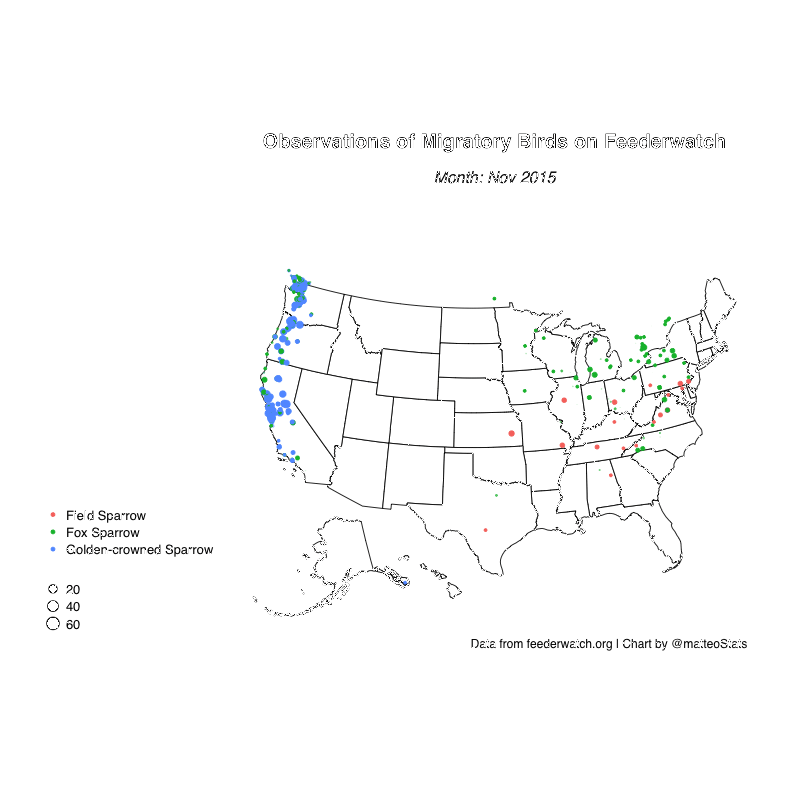 Observations of Migratory Birds on Feederwatch
Month: Nov 2015
Field Sparrow
Fox Sparrow
Golden-crowned Sparrow
20
40
60
Data from feederwatch.org | Chart by @matteoStats